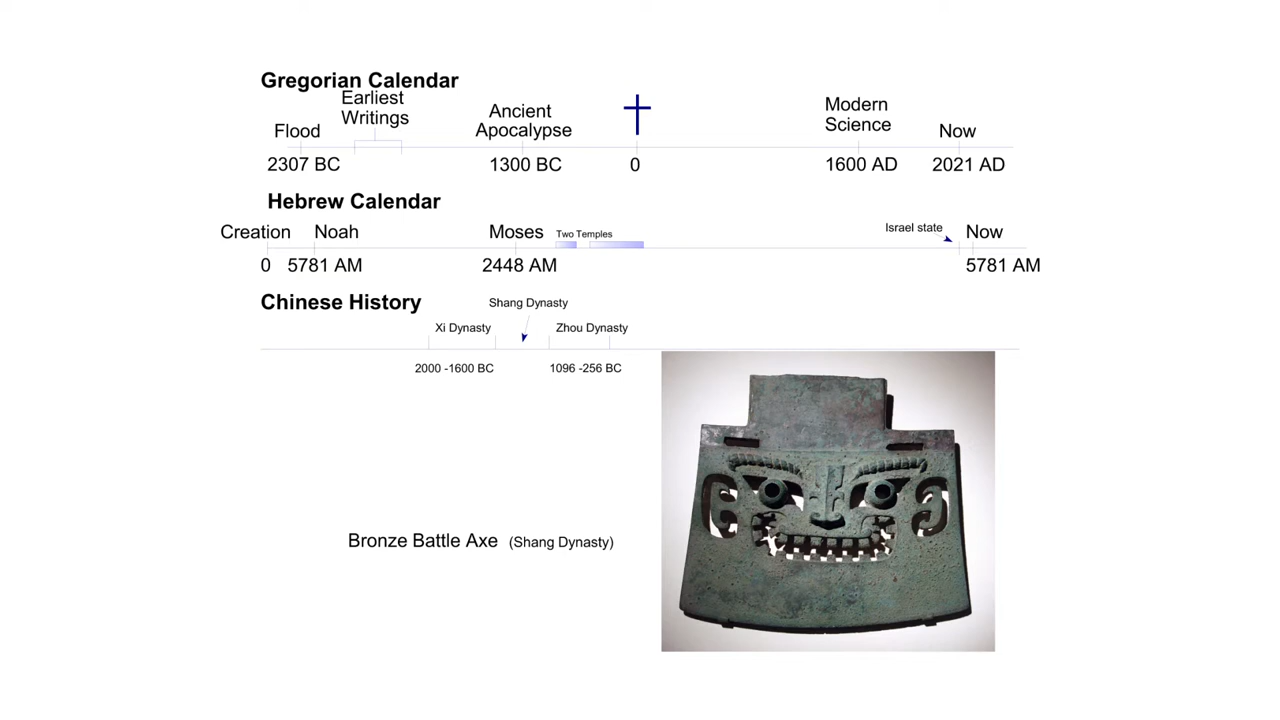 Gregorian Calendar
Earliest
Writings
Flood
Ancient
Apocalypse
Modern
Science
Now
2307 BC
1300 BC
0
1600 AD
2021 AD
Hebrew Calendar
Creation
Noah
Moses
Two Temples
Israel state
Now
0
5781 AM
2448 AM
5781 AM
Chinese History
Shang Dynasty
Xi Dynasty
Zhou Dynasty
2000 -1600 BC
1096 -256 BC
Bronze Battle Axe (Shang Dynasty)